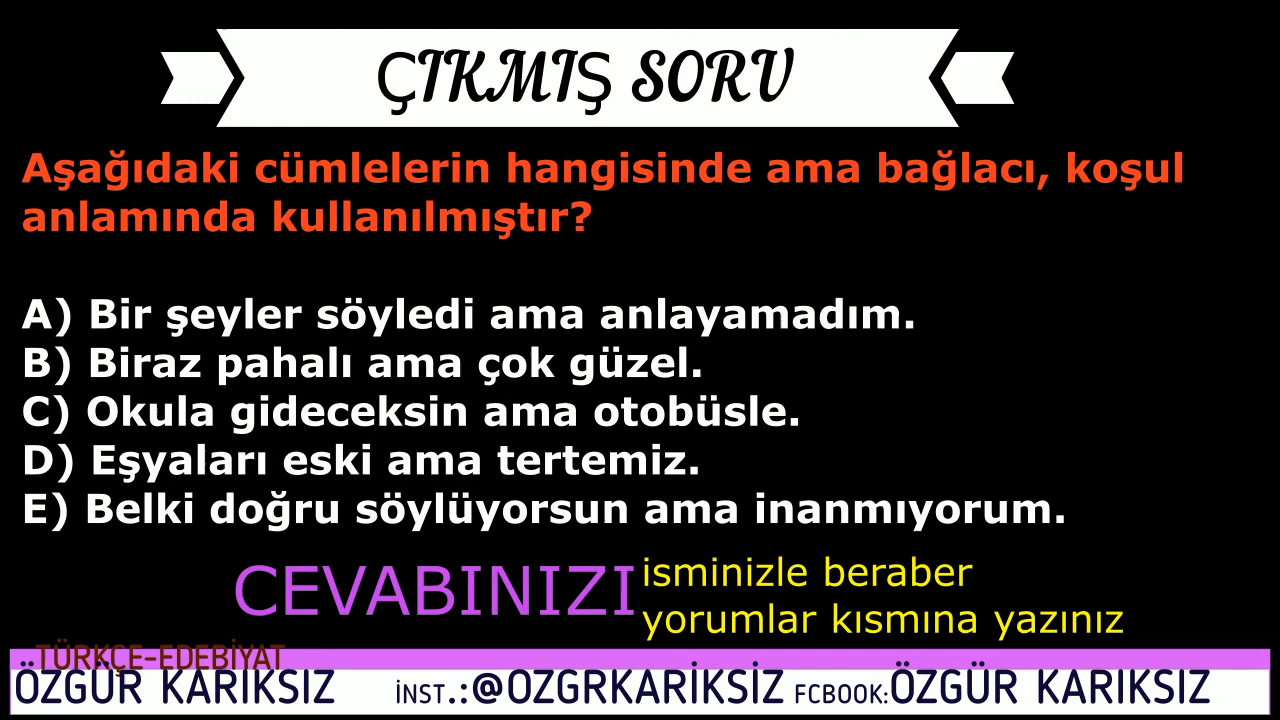 ÇIKMIŞ SORU
Aşağıdaki cümlelerin hangisinde ama bağlacı, koşul
anlamında kullanılmıştır?
A) Bir şeyler söyledi ama anlayamadım.
B) Biraz pahalı ama çok güzel.
C) Okula gideceksin ama otobüsle.
D) Eşyaları eski ama tertemiz.
E) Belki doğru söylüyorsun ama inanmıyorum.
CEVABINIZI isminizle beraber
yorumlar kısmına yazınız
TÜRKÇE-EDEBİYAT
ÖZGÜR KARIKSIZ İNST.:@OZGRKARİKSİZ FCBOOK:ÖZGÜR KARIKSIZ